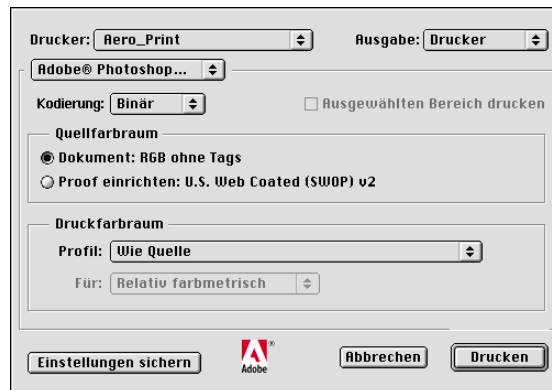 Drucker: Aero_Print Ausgabe: Drucker
Adobe® Photoshop...
Kodierung: Binär Ausgewählten Bereich drucken
Quellfarbraum
Dokument: RGB ohne Tags
Proof einrichten: U.S. Web Coated (SWOP) v2
Druckfarbraum
Profil: Wie Quelle
Für: Relativ farbmetrisch
Einstellungen sichern Adobe® Abbrechen Drucken